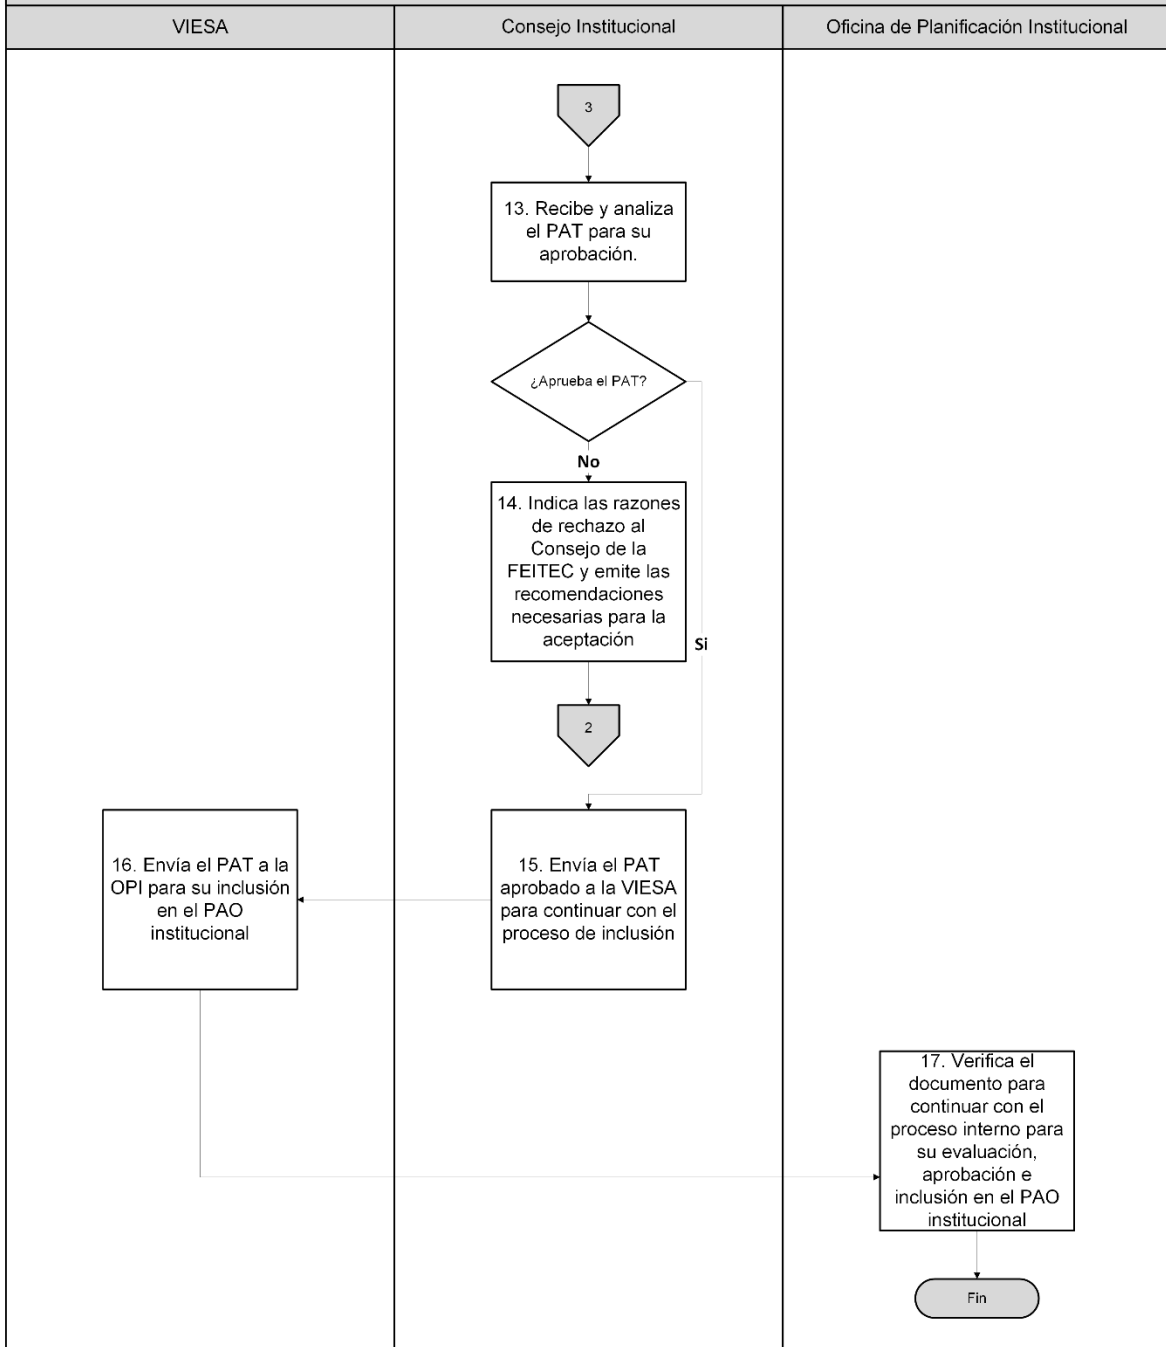 VIESA
Consejo Institucional
Oficina de Planificación Institucional
3
13. Recibe y analiza
el PAT para su
aprobación.
¿Aprueba el PAT?
No
14. Indica las razones
de rechazo al
Consejo de la
FEITEC y emite las
recomendaciones
necesarias para la
aceptación
Si
2
16. Envía el PAT a la
OPI para su inclusión
en el PAO
institucional
15. Envía el PAT
aprobado a la VIESA
para continuar con el
proceso de inclusión
17. Verifica el
documento para
continuar con el
proceso interno para
su evaluación,
aprobación e
inclusión en el PAO
institucional
Fin